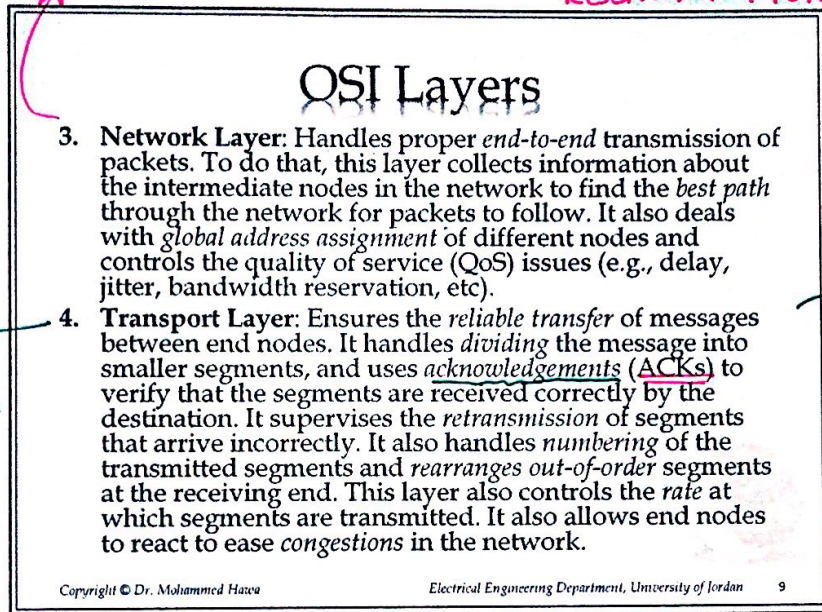 OSI Layers
3. Network Layer: Handles proper end-to-end transmission of
packets. To do that, this layer collects information about
the intermediate nodes in the network to find the best path
through the network for packets to follow. It also deals
with global address assignment of different nodes and
controls the quality of service (QoS) issues (e.g., delay,
jitter, bandwidth reservation, etc).
4. Transport Layer: Ensures the reliable transfer of messages
between end nodes. It handles dividing the message into
smaller segments, and uses acknowledgements (ACKs) to
verify that the segments are received correctly by the
destination. It supervises the retransmission of segments
that arrive incorrectly. It also handles numbering of the
transmitted segments and rearranges out-of-order segments
at the receiving end. This layer also controls the rate at
which segments are transmitted. It also allows end nodes
to react to ease congestions in the network.
Copyright © Dr. Mohammed Hawa Electrical Engineering Department, University of Jordan 9